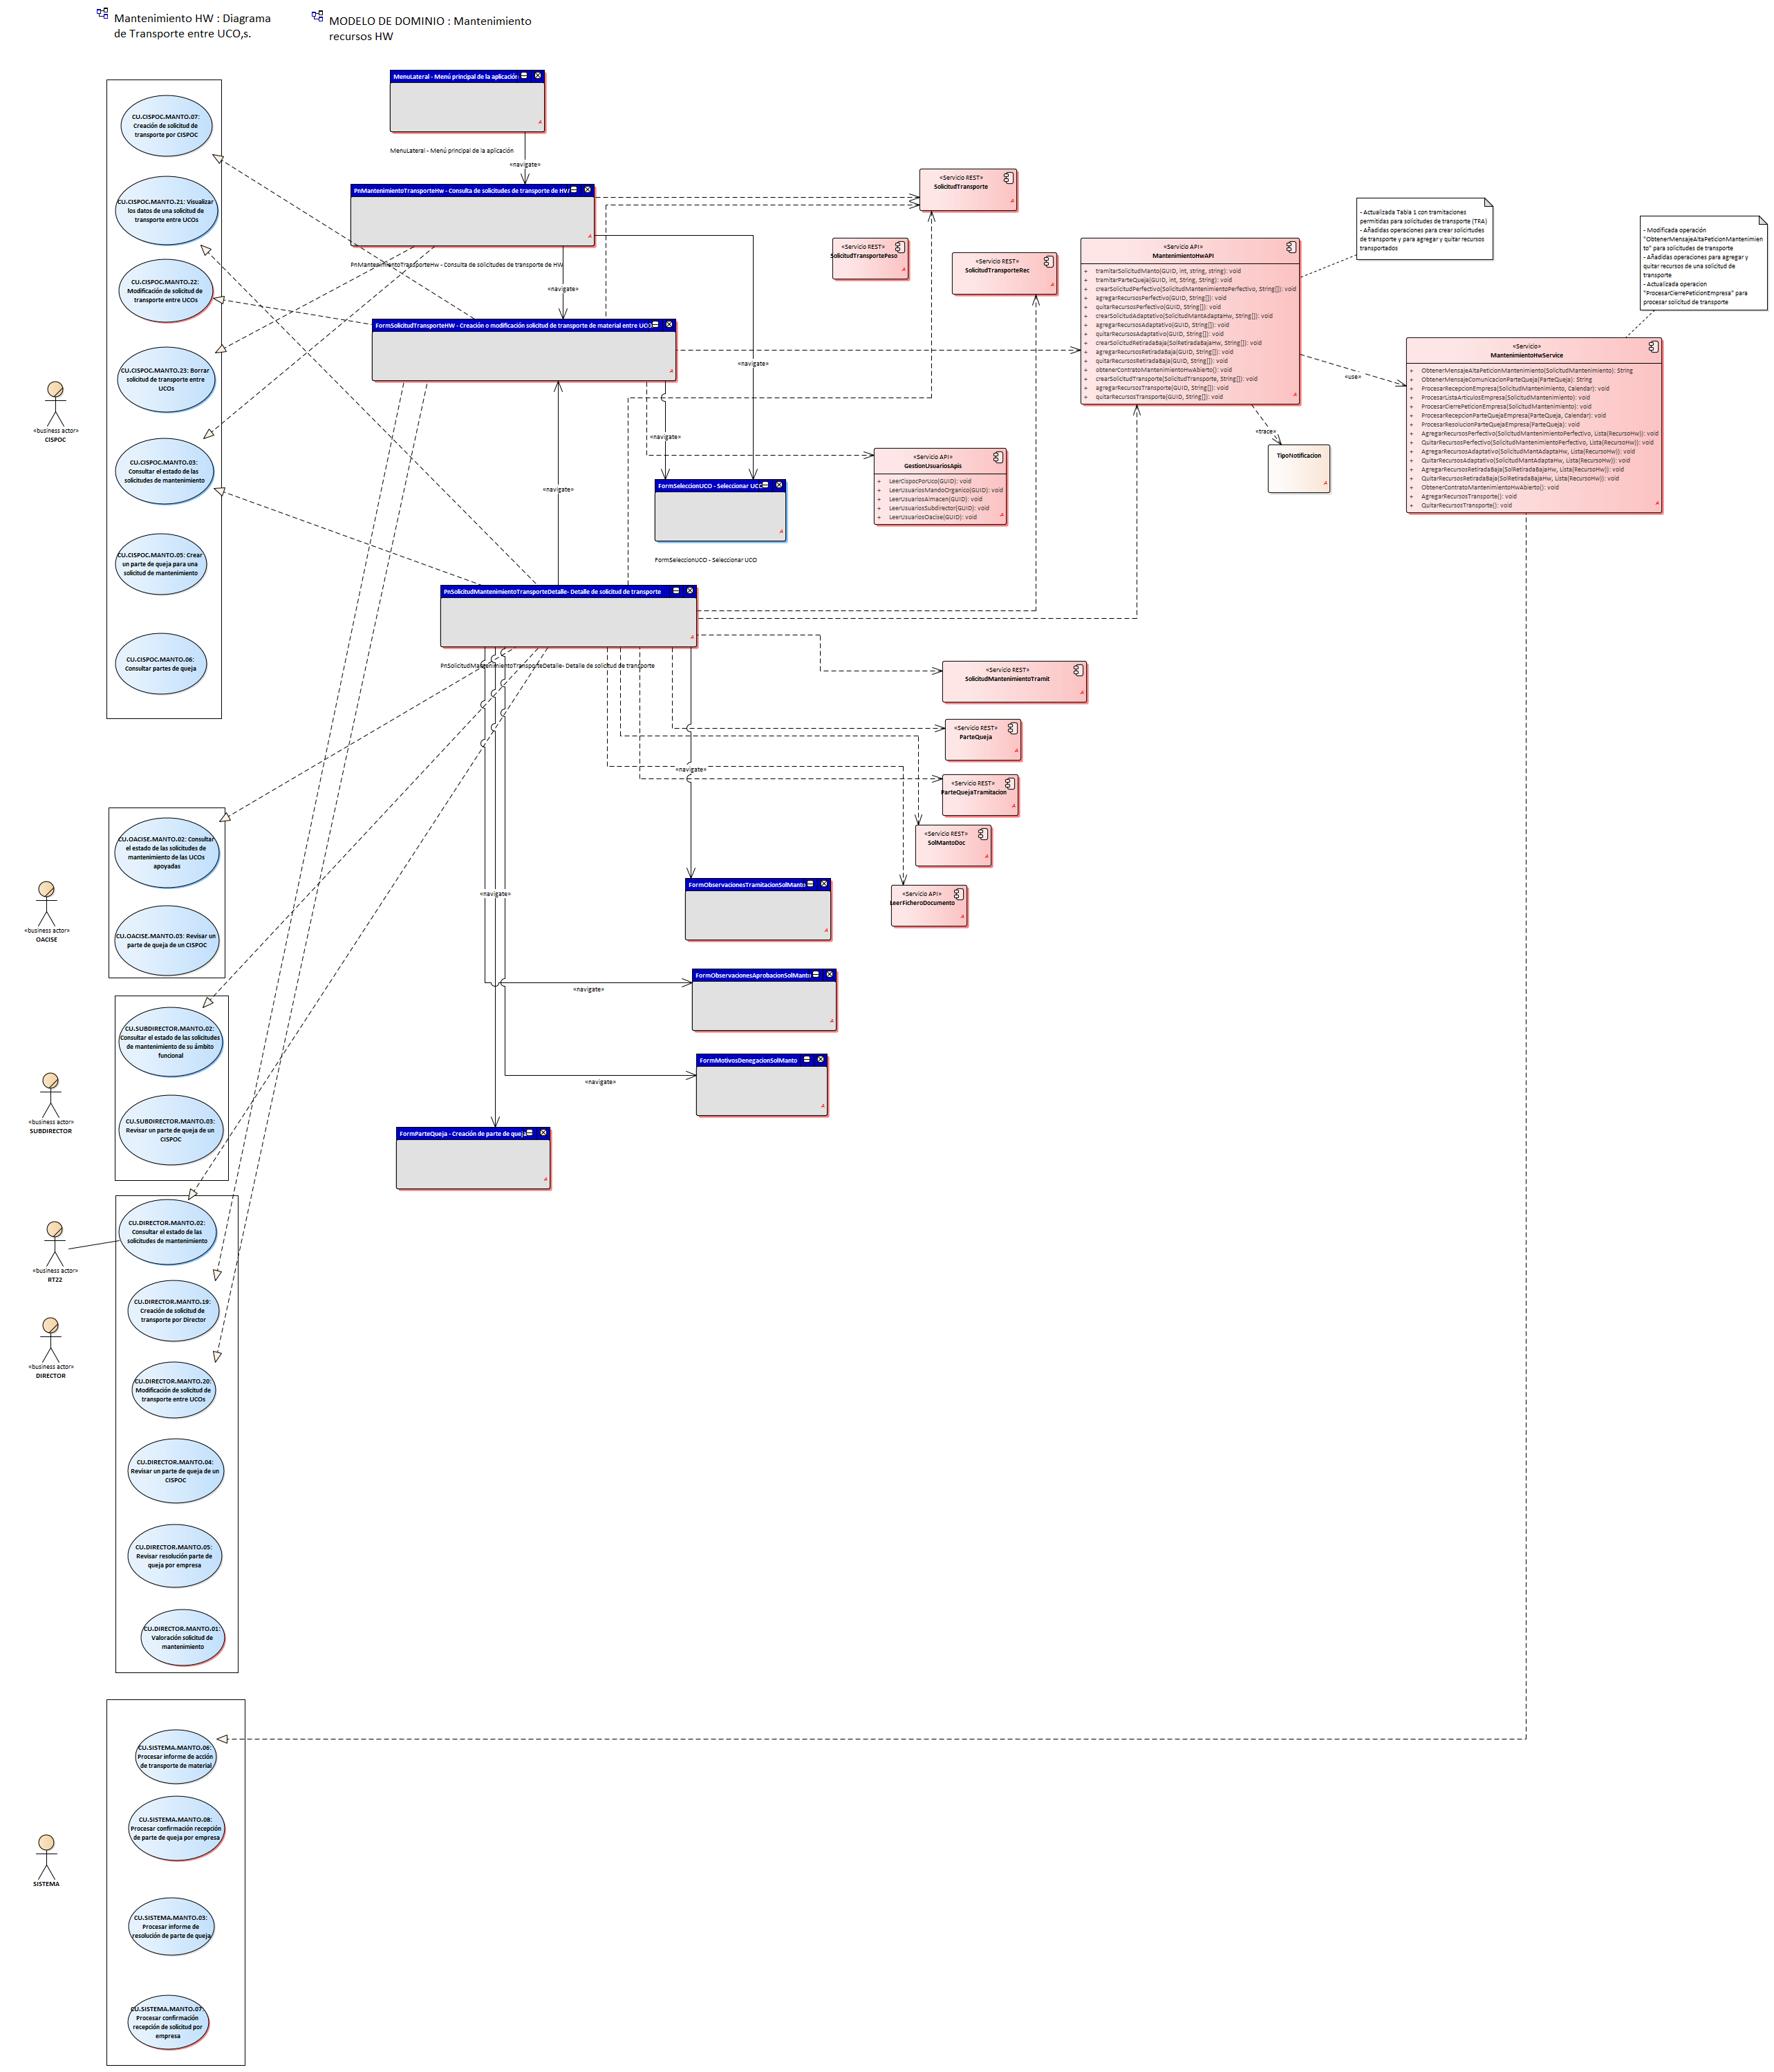 Mantenimiento HW : Diagrama
de Transporte entre UCO,s.
MODELO DE DOMINIO : Mantenimiento
recursos HW
MenuLateral - Menú principal de la aplicación
MenuLateral - Menú principal de la aplicación
«navigate»
PnMantenimientoTransporteHw - Consulta de solicitudes de transporte de HW
PnMantenimientoTransporteHw - Consulta de solicitudes de transporte de HW
«navigate»
FormSolicitudTransporteHW - Creación o modificación solicitud de transporte de material entre UCO
«navigate»
«navigate»
«navigate»
FormSeleccionUCO - Seleccionar UCO
FormSeleccionUCO - Seleccionar UCO
PnSolicitudMantenimientoTransporteDetalle- Detalle de solicitud de transporte
PnSolicitudMantenimientoTransporteDetalle- Detalle de solicitud de transporte
«navigate»
«navigate»
«navigate»
«navigate»
FormObservacionesTramitacionSolManto
FormObservacionesAprobacionSolManto
FormMotivosDenegacionSolManto
FormParteQueja - Creación de parte de queja
«Servicio REST»
SolicitudTransporte
«Servicio REST»
SolicitudTransportePeso
«Servicio REST»
SolicitudTransporteRec
«Servicio API»
MantenimientoHwAPI
+ tramitarSolicitudManto(GUID, int, string, string): void
+ tramitarParteQueja(GUID, int, String, String): void
+ crearSolicitudPerfectivo(SolicitudMantenimientoPerfectivo, String[]): void
+ agregarRecursosPerfectivo(GUID, String[]): void
+ quitarRecursosPerfectivo(GUID, String[]): void
+ crearSolicitudAdaptativo(SolicitudMantAdaptaHw, String[]): void
+ agregarRecursosAdaptativo(GUID, String[]): void
+ quitarRecursosAdaptativo(GUID, String[]): void
+ crearSolicitudRetiradaBaja(SolRetiradaBajaHw, String[]): void
+ agregarRecursosRetiradaBaja(GUID, String[]): void
+ quitarRecursosRetiradaBaja(GUID, String[]): void
+ obtenerContratoMantenimientoHwAbierto(): void
+ crearSolicitudTransporte(SolicitudTransporte, String[]): void
+ agregarRecursosTransporte(GUID, String[]): void
+ quitarRecursosTransporte(GUID, String[]): void
- Actualizada Tabla 1 con tramitaciones
permitidas para solicitudes de transporte (TRA)
- Añadidas operaciones para crear solictitudes
de transporte y para agregar y quitar recursos
transportados
- Modificada operación
"ObtenerMensajeAltaPeticionMantenimien
to" para solicitudes de transporte
- Añadidas operaciones para agregar y
quitar recursos de una solicitud de
transporte
- Actualizada operacion
"ProcesarCierrePeticionEmpresa" para
procesar solicitud de transporte
«use»
«Servicio»
MantenimientoHwService
+ ObtenerMensajeAltaPeticionMantenimiento(SolicitudMantenimiento): String
+ ObtenerMensajeComunicacionParteQueja(ParteQueja): String
+ ProcesarRecepcionEmpresa(SolicitudMantenimiento, Calendar): void
+ ProcesarListaArticulosEmpresa(SolicitudMantenimiento): void
+ ProcesarCierrePeticionEmpresa(SolicitudMantenimiento): void
+ ProcesarRecepcionParteQuejaEmpresa(ParteQueja, Calendar): void
+ ProcesarResolucionParteQuejaEmpresa(ParteQueja): void
+ AgregarRecursosPerfectivo(SolicitudMantenimientoPerfectivo, Lista(RecursoHw)): void
+ QuitarRecursosPerfectivo(SolicitudMantenimientoPerfectivo, Lista(RecursoHw)): void
+ AgregarRecursosAdaptativo(SolicitudMantAdaptaHw, Lista(RecursoHw)): void
+ QuitarRecursosAdaptativo(SolicitudMantAdaptaHw, Lista(RecursoHw)): void
+ AgregarRecursosRetiradaBaja(SolRetiradaBajaHw, Lista(RecursoHw)): void
+ QuitarRecursosRetiradaBaja(SolRetiradaBajaHw, Lista(RecursoHw)): void
+ ObtenerContratoMantenimientoHwAbierto(): void
+ AgregarRecursosTransporte(): void
+ QuitarRecursosTransporte(): void
«trace»
TipoNotificacion
«Servicio API»
GestionUsuariosApis
+ LeerCispocPorUco(GUID): void
+ LeerUsuariosMandoOrganico(GUID): void
+ LeerUsuariosAlmacen(GUID): void
+ LeerUsuariosSubdirector(GUID): void
+ LeerUsuariosOacise(GUID): void
«Servicio REST»
SolicitudMantenimientoTramit
«Servicio REST»
ParteQueja
«Servicio REST»
ParteQuejaTramitacion
«Servicio REST»
SolMantoDoc
«Servicio API»
LeerFicheroDocumento
CU.CISPOC.MANTO.07:
Creación de solicitud de
transporte por CISPOC
CU.CISPOC.MANTO.21: Visualizar
los datos de una solicitud de
transporte entre UCOs
CU.CISPOC.MANTO.22:
Modificación de solicitud de
transporte entre UCOs
CU.CISPOC.MANTO.23: Borrar
solicitud de transporte entre
UCOs
«business actor»
CISPOC
CU.CISPOC.MANTO.03:
Consultar el estado de las
solicitudes de mantenimiento
CU.CISPOC.MANTO.05: Crear
un parte de queja para una
solicitud de mantenimiento
CU.CISPOC.MANTO.06:
Consultar partes de queja
CU.OACISE.MANTO.02: Consultar
el estado de las solicitudes de
mantenimiento de las UCOs
apoyadas
«business actor»
OACISE
CU.OACISE.MANTO.03: Revisar un
parte de queja de un CISPOC
CU.SUBDIRECTOR.MANTO.02:
Consultar el estado de las solicitudes
de mantenimiento de su ámbito
funcional
«business actor»
SUBDIRECTOR
CU.SUBDIRECTOR.MANTO.03:
Revisar un parte de queja de un
CISPOC
CU.DIRECTOR.MANTO.02:
Consultar el estado de las
solicitudes de mantenimiento
«business actor»
RT22
CU.DIRECTOR.MANTO.19:
Creación de solicitud de
transporte por Director
«business actor»
DIRECTOR
CU.DIRECTOR.MANTO.20:
Modificación de solicitud de
transporte entre UCOs
CU.DIRECTOR.MANTO.04:
Revisar un parte de queja de un
CISPOC
CU.DIRECTOR.MANTO.05:
Revisar resolución parte de
queja por empresa
CU.DIRECTOR.MANTO.01:
Valoración solicitud de
mantenimiento
CU.SISTEMA.MANTO.06:
Procesar informe de acción
de transporte de material
CU.SISTEMA.MANTO.08:
Procesar confirmación recepción
de parte de queja por empresa
SISTEMA
CU.SISTEMA.MANTO.03:
Procesar informe de
resolución de parte de queja
CU.SISTEMA.MANTO.07:
Procesar confirmación
recepción de solicitud por
empresa